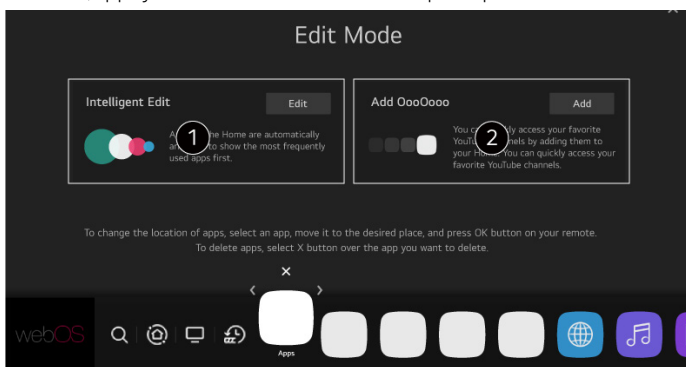 Edit Mode
Intelligent Edit
Edit
1
the Home are automatically
to show the most frequently
used apps first.
Add OooOooo
Add
2
You ly access your favorite
nels by adding them to
your You can quickly access your
favorite YouTube channels.
To change the location of apps, select an app, move it to the desired place, and press OK button on your remote.
To delete apps, select X button over the app you want to delete.
webOS
Apps